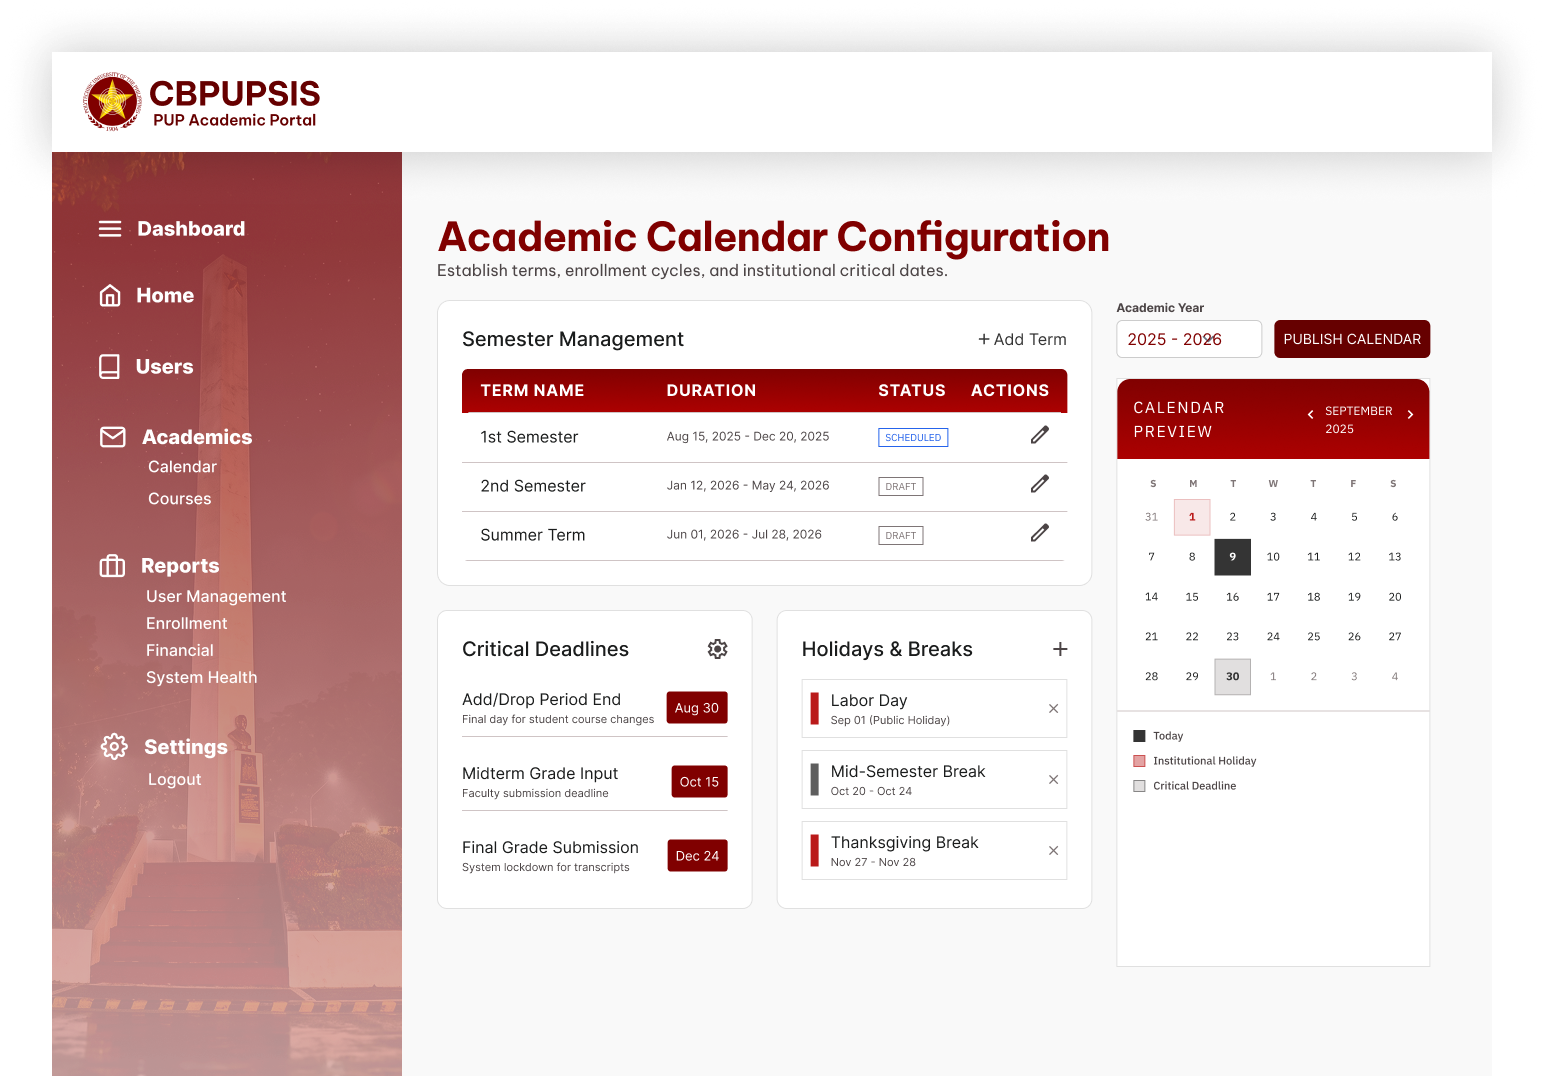 CBPUPSIS
PUP Academic Portal
1904
Dashboard
Home
Users
Academics
Calendar
Courses
Reports
User Management
Enrollment
Financial
System Health
Settings
Logout
Academic Calendar Configuration
Establish terms, enrollment cycles, and institutional critical dates.
Semester Management
+ Add Term
TERM NAME DURATION STATUS ACTIONS
1st Semester Aug 15, 2025 - Dec 20, 2025 SCHEDULED
2nd Semester Jan 12, 2026 - May 24, 2026 DRAFT
Summer Term Jun 01, 2026 - Jul 28, 2026 DRAFT
Critical Deadlines
Add/Drop Period End
Final day for student course changes
Aug 30
Midterm Grade Input
Faculty submission deadline
Oct 15
Final Grade Submission
System lockdown for transcripts
Dec 24
Holidays & Breaks
Labor Day
Sep 01 (Public Holiday)
Mid-Semester Break
Oct 20 - Oct 24
Thanksgiving Break
Nov 27 - Nov 28
Academic Year
2025 - 2026
PUBLISH CALENDAR
CALENDAR
PREVIEW
SEPTEMBER
2025
S M T W T F S
31 1 2 3 4 5 6
7 8 9 10 11 12 13
14 15 16 17 18 19 20
21 22 23 24 25 26 27
28 29 30 1 2 3 4
Today
Institutional Holiday
Critical Deadline